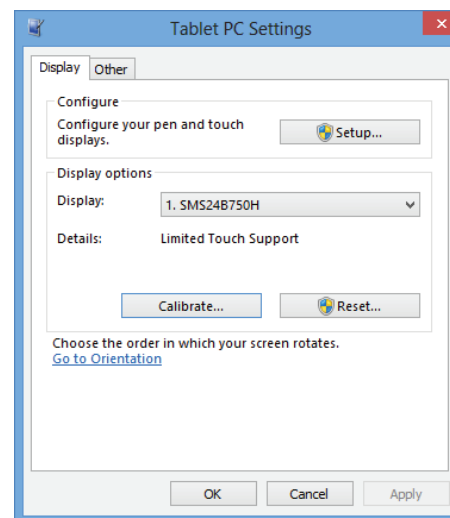 Tablet PC Settings
Display Other
Configure
Configure your pen and touch
displays.
Setup...
Display options
Display:
1. SMS24B750H
Details:
Limited Touch Support
Calibrate...
Reset...
Choose the order in which your screen rotates.
Go to Orientation
OK
Cancel
Apply